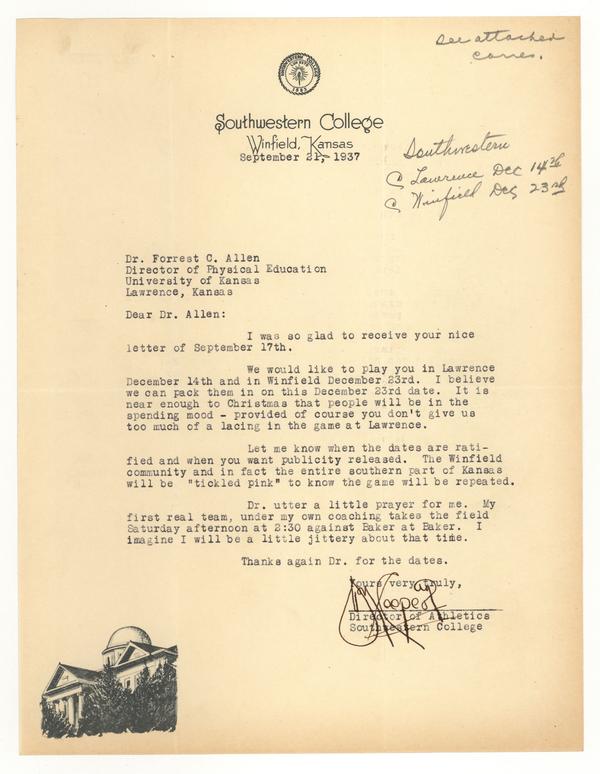 See attached
corres.
SOUTHWESTERN COLLEGE
1885
Southwestern College
Winfield, Kansas
September 21, 1937
Southwestern
@ Lawrence Dec 14th
@ Winfield Dec 23rd
Dr. Forrest C. Allen
Director of Physical Education
University of Kansas
Lawrence, Kansas
Dear Dr. Allen:
I was so glad to receive your nice
letter of September 17th.
We would like to play you in Lawrence
December 14th and in Winfield December 23rd. I believe
we can pack them in on this December 23rd date. It is
near enough to Christmas that people will be in the
spending mood - provided of course you don't give us
too much of a lacing in the game at Lawrence.
Let me know when the dates are rati-
fied and when you want publicity released. The Winfield
community and in fact the entire southern part of Kansas
will be "tickled pink" to know the game will be repeated.
Dr. utter a little prayer for me. My
first real team, under my own coaching takes the field
Saturday afternoon at 2:30 against Baker at Baker. I
imagine I will be a little jittery about that time.
Thanks again Dr. for the dates.
Yours very truly,
Director of Athletics
Southwestern College